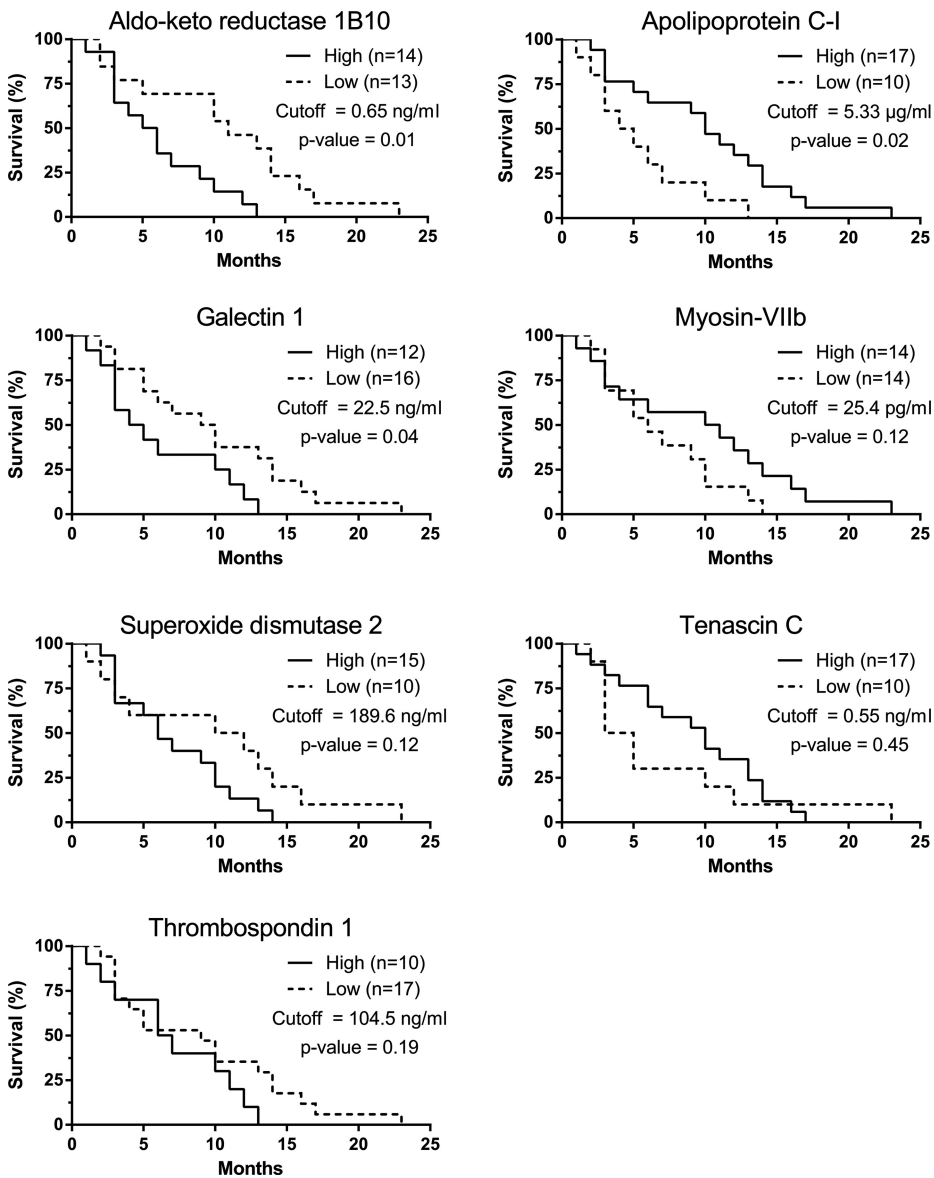 Aldo-keto reductase 1B10
High (n=14)
Low (n=13)
Cutoff = 0.65 ng/ml
p-value = 0.01
Survival (%)
100
75
50
25
0
0 5 10 15 20 25
Months
Apolipoprotein C-I
High (n=17)
Low (n=10)
Cutoff = 5.33 µg/ml
p-value = 0.02
Survival (%)
100
75
50
25
0
0 5 10 15 20 25
Months
Galectin 1
High (n=12)
Low (n=16)
Cutoff = 22.5 ng/ml
p-value = 0.04
Survival (%)
100
75
50
25
0
0 5 10 15 20 25
Months
Myosin-VIIb
High (n=14)
Low (n=14)
Cutoff = 25.4 pg/ml
p-value = 0.12
Survival (%)
100
75
50
25
0
0 5 10 15 20 25
Months
Superoxide dismutase 2
High (n=15)
Low (n=10)
Cutoff = 189.6 ng/ml
p-value = 0.12
Survival (%)
100
75
50
25
0
0 5 10 15 20 25
Months
Tenascin C
High (n=17)
Low (n=10)
Cutoff = 0.55 ng/ml
p-value = 0.45
Survival (%)
100
75
50
25
0
0 5 10 15 20 25
Months
Thrombospondin 1
High (n=10)
Low (n=17)
Cutoff = 104.5 ng/ml
p-value = 0.19
Survival (%)
100
75
50
25
0
0 5 10 15 20 25
Months